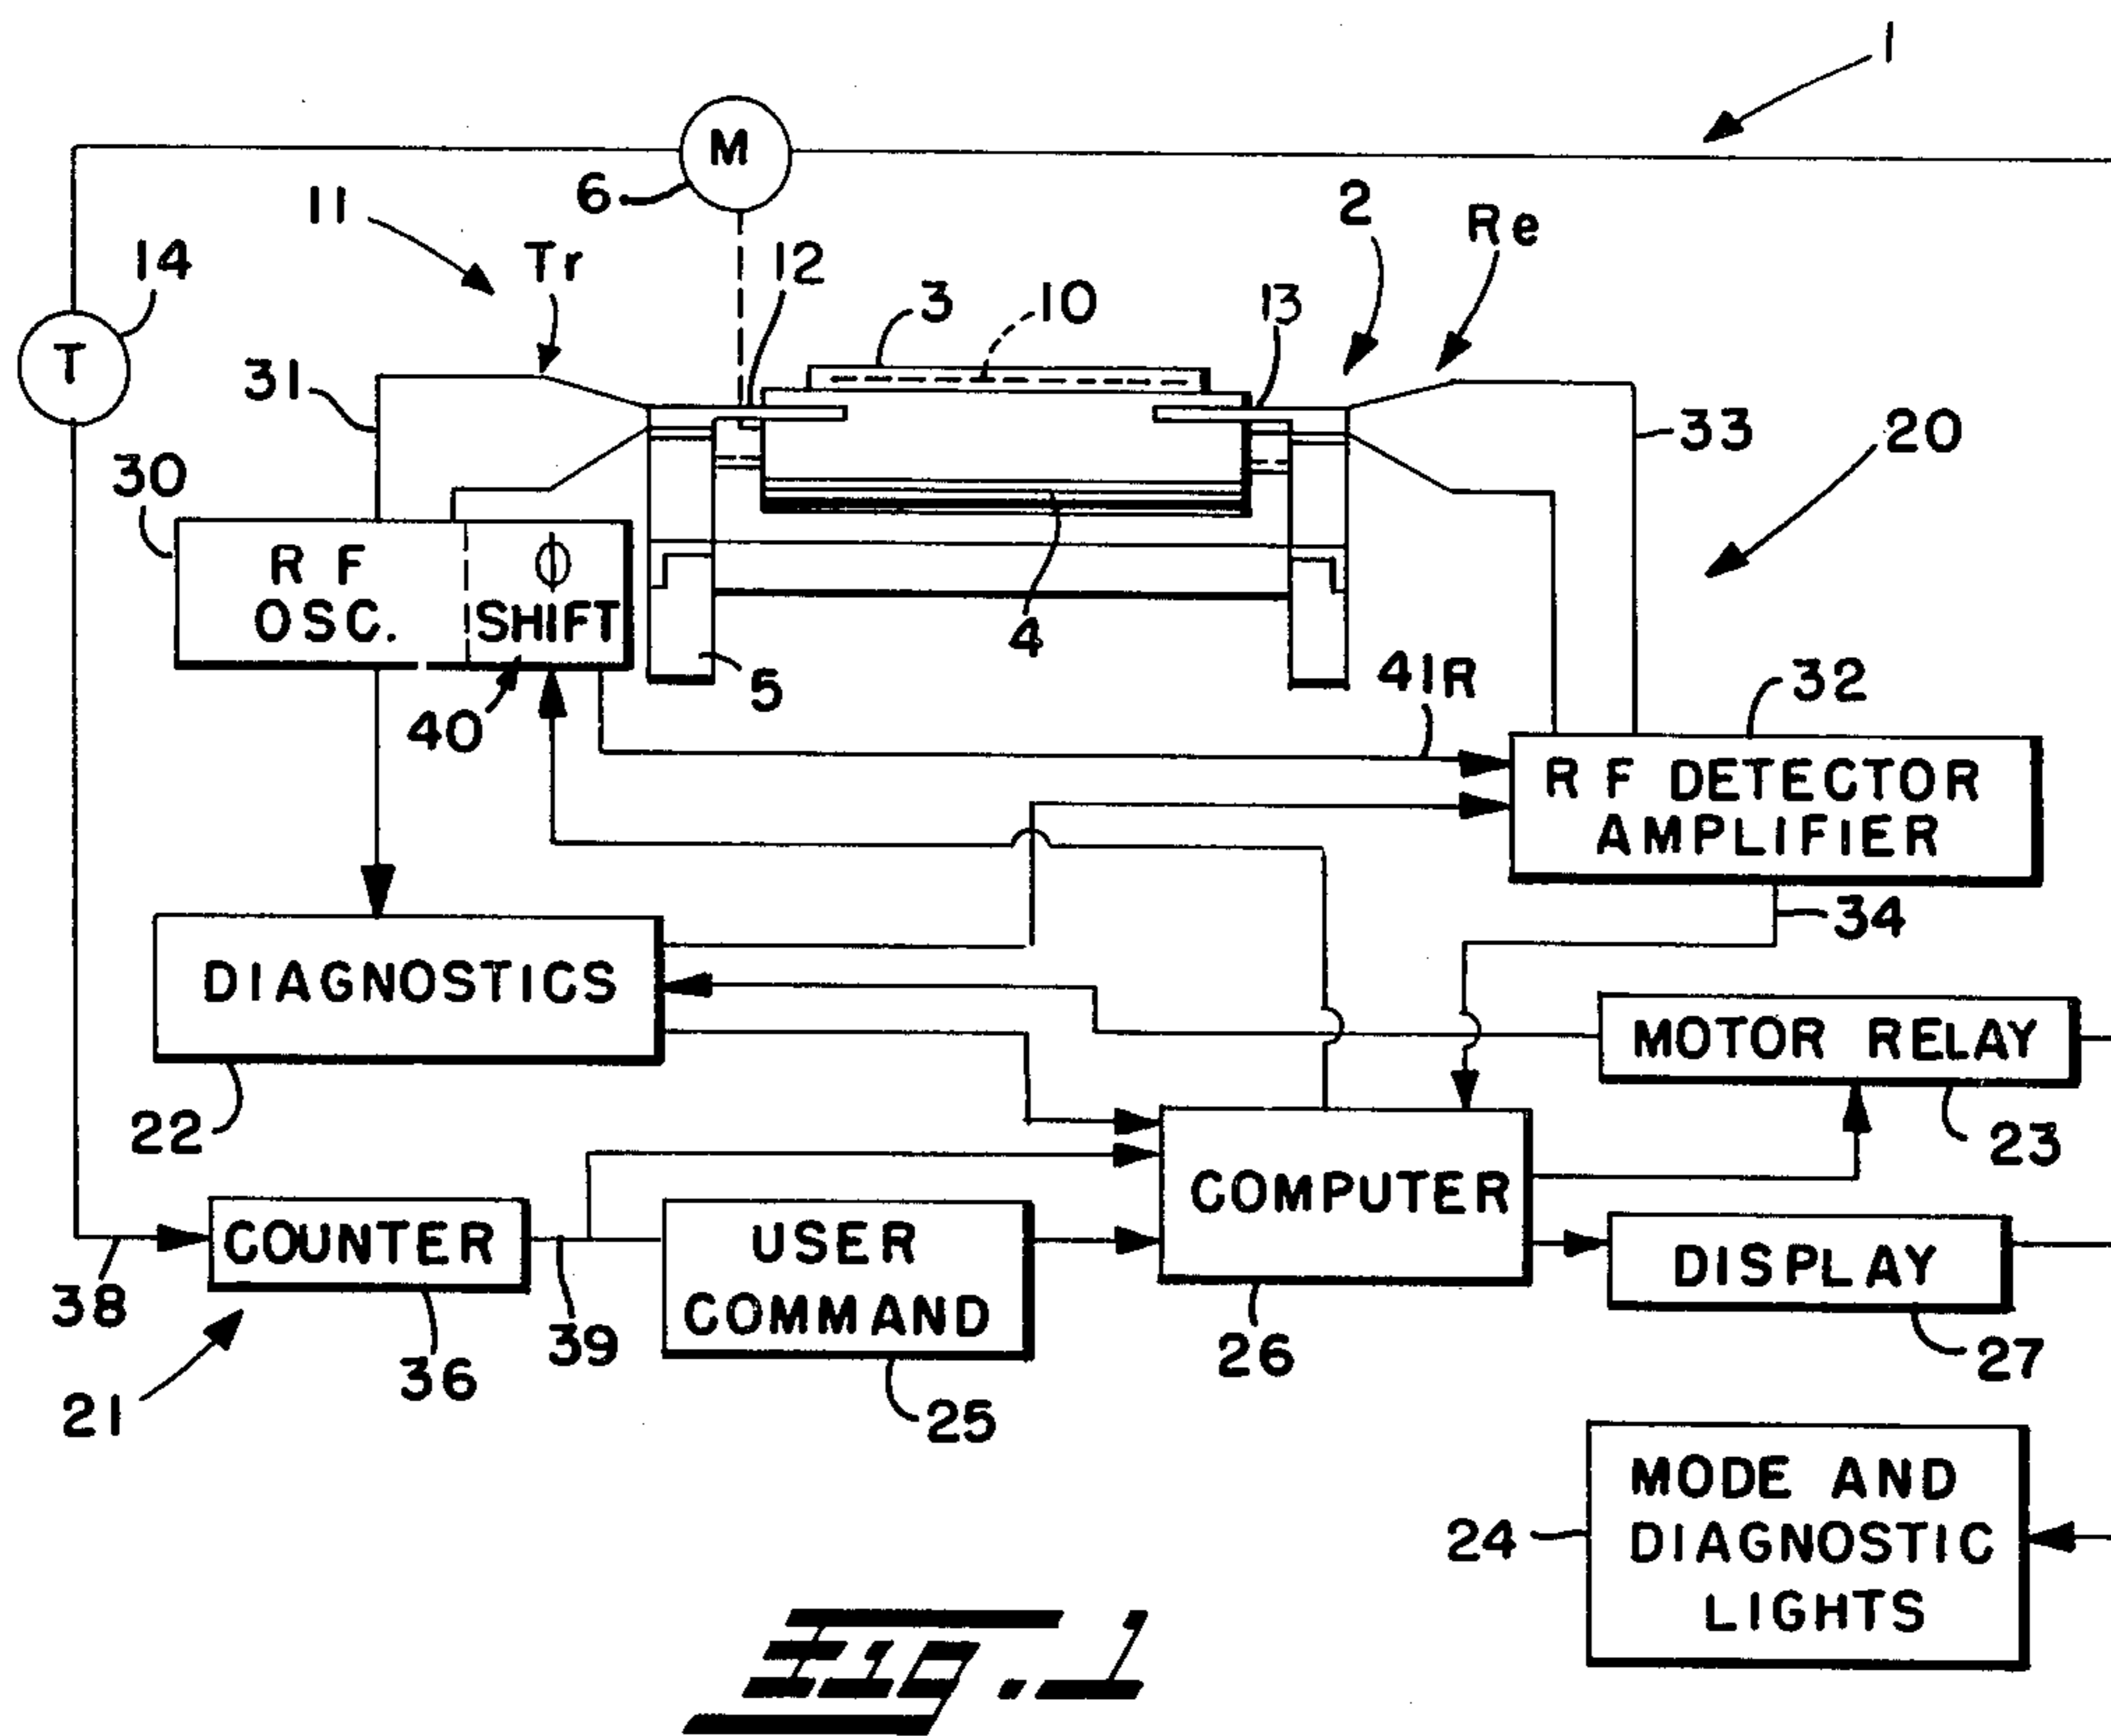 1
M
6
11
2
Re
14
Tr
12
3
10
13
T
31
33
20
30
R F
OSC.
Φ
SHIFT
4
5
41R
32
40
R F DETECTOR
AMPLIFIER
34
DIAGNOSTICS
MOTOR RELAY
22
23
COMPUTER
COUNTER
USER
COMMAND
DISPLAY
38
39
26
27
36
21
25
MODE AND
DIAGNOSTIC
LIGHTS
24
FIG. 1